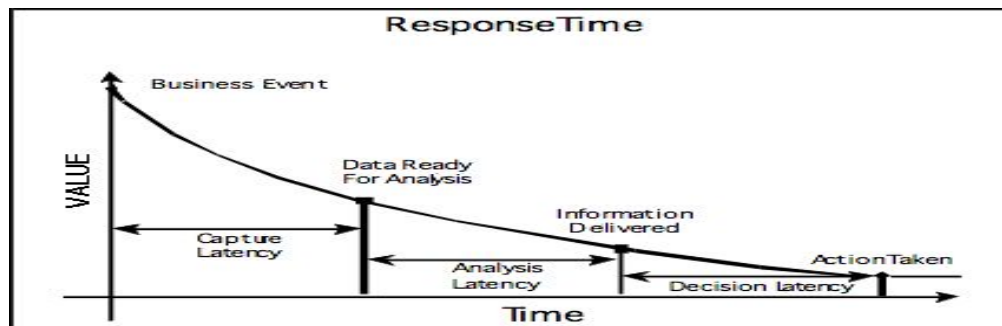 ResponseTime
Business Event
VALUE
Data Ready
For Analysis
Information
Delivered
Capture
Latency
ActionTaken
Analysis
Latency
Decision latency
Time